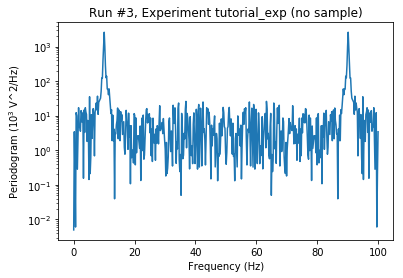 Run #3, Experiment tutorial_exp (no sample)
Periodogram (10³ V^2/Hz)
10³
10²
10¹
10⁰
10⁻¹
10⁻²
0 20 40 60 80 100
Frequency (Hz)